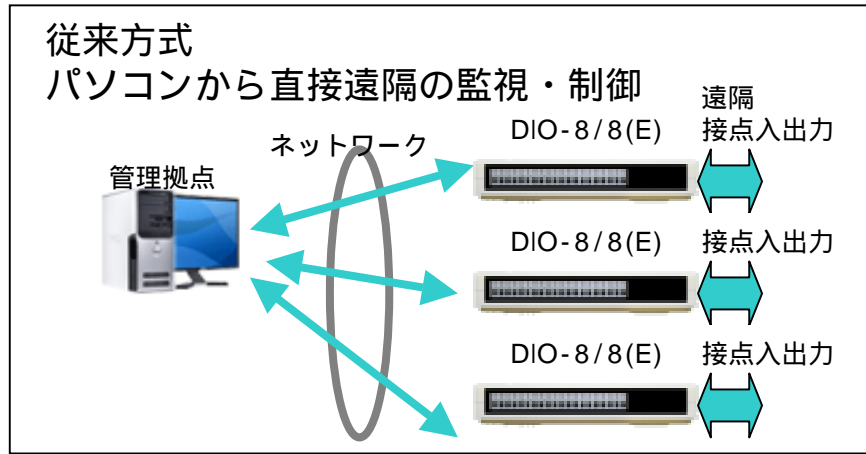 従来方式
パソコンから直接遠隔の監視・制御
遠隔
ネットワーク
DIO-8/8(E)
接点入出力
管理拠点
DIO-8/8(E)
接点入出力
DIO-8/8(E)
接点入出力